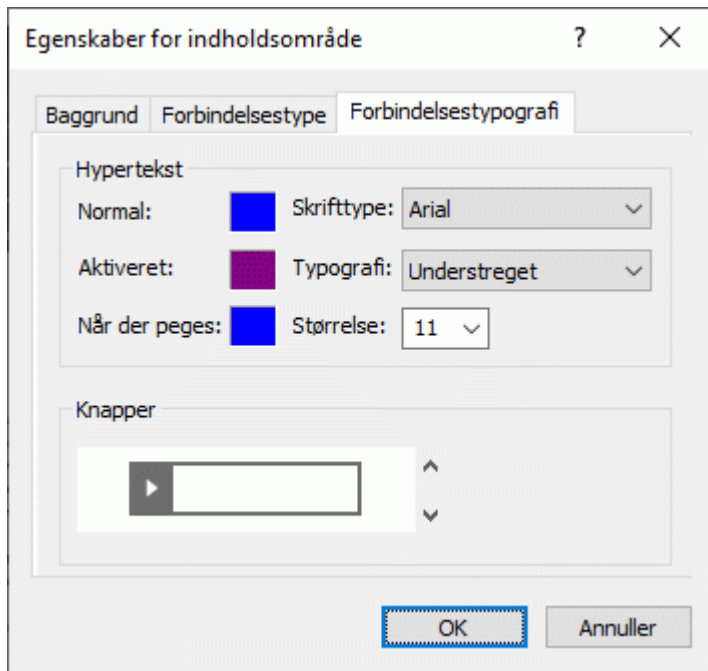 Egenskaber for indholdsområde
Baggrund Forbindelsestype Forbindelsestypografi
Hypertekst
Normal: Skrifttype: Arial
Aktiveret: Typografi: Understreget
Når der peges: Størrelse: 11
Knapper
OK Annuller